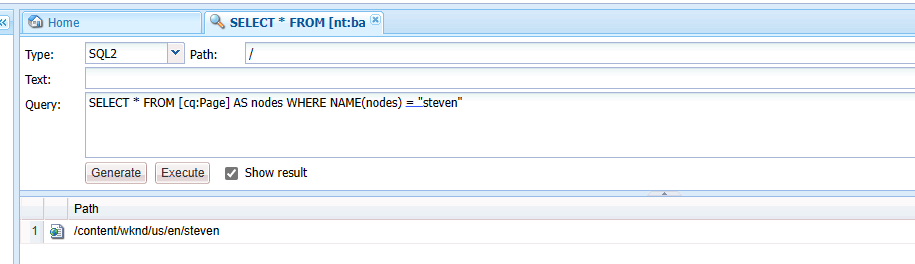 Home SELECT * FROM [nt:ba
Type: SQL2 Path: /
Text:
Query: SELECT * FROM [cq:Page] AS nodes WHERE NAME(nodes) = "steven"
Generate Execute Show result
Path
1 /content/wknd/us/en/steven